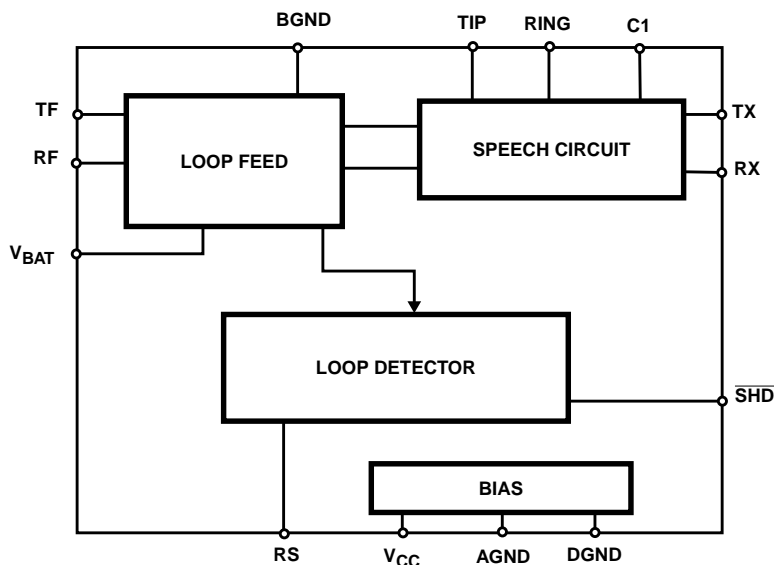 BGND
TIP
RING
C1
TF
RF
LOOP FEED
SPEECH CIRCUIT
TX
RX
VBAT
LOOP DETECTOR
SHD
BIAS
RS
VCC
AGND
DGND